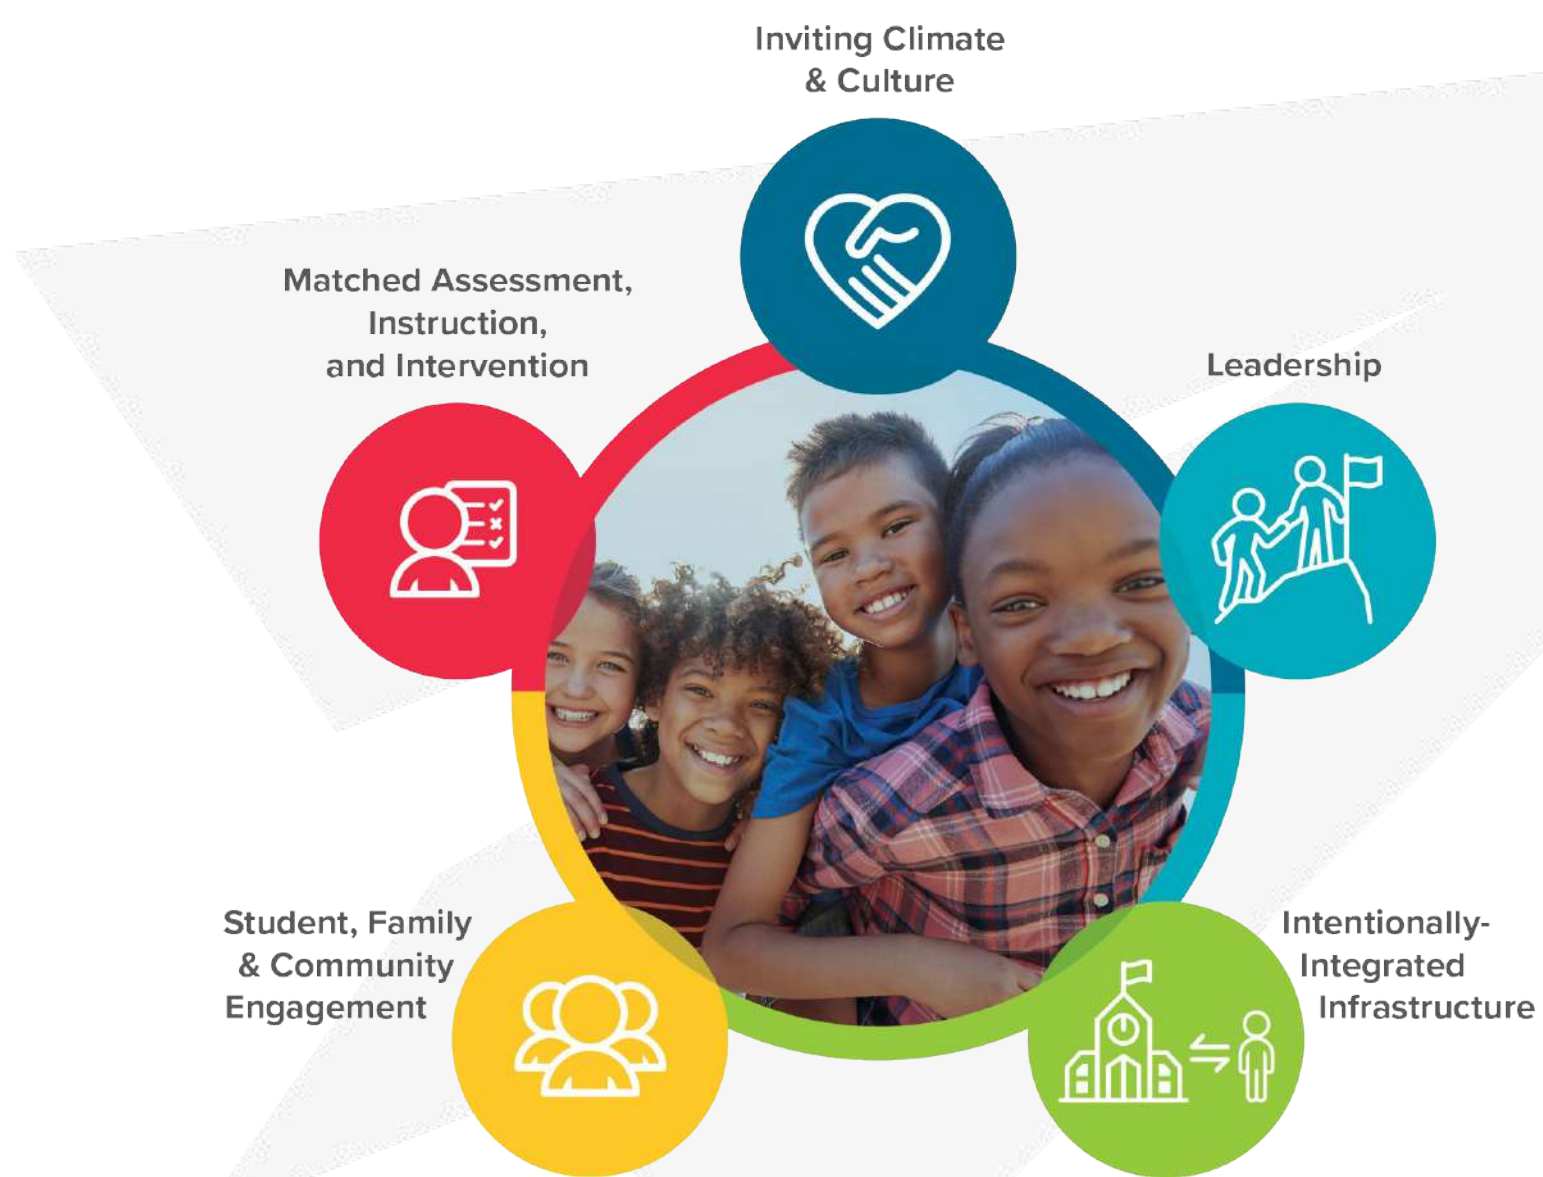 Inviting Climate
& Culture
Matched Assessment,
Instruction,
and Intervention
Leadership
Student, Family
& Community
Engagement
Intentionally-
Integrated
Infrastructure